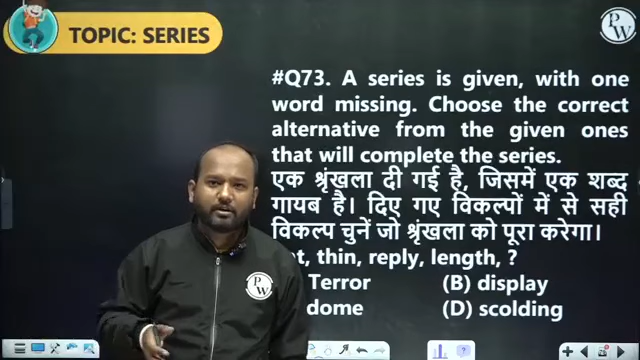 TOPIC: SERIES
PW
#Q73. A series is given, with one
word missing. Choose the correct
alternative from the given ones
that will complete the series.
एक श्रृंखला दी गई है, जिसमें एक शब्द
गायब है। दिए गए विकल्पों में से सही
विकल्प चुनें जो श्रृंखला को पूरा करेगा।
thin, reply, length, ?
Terror (B) display
dome (D) scolding
PW